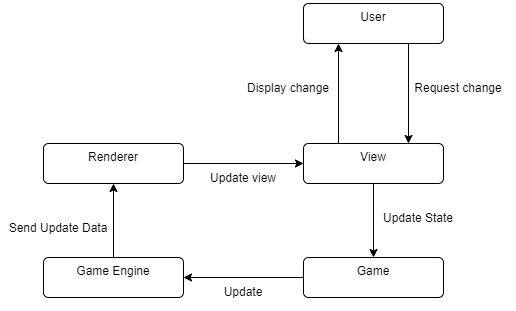 User
Display change
Request change
Renderer
Update view
View
Send Update Data
Update State
Game Engine
Update
Game